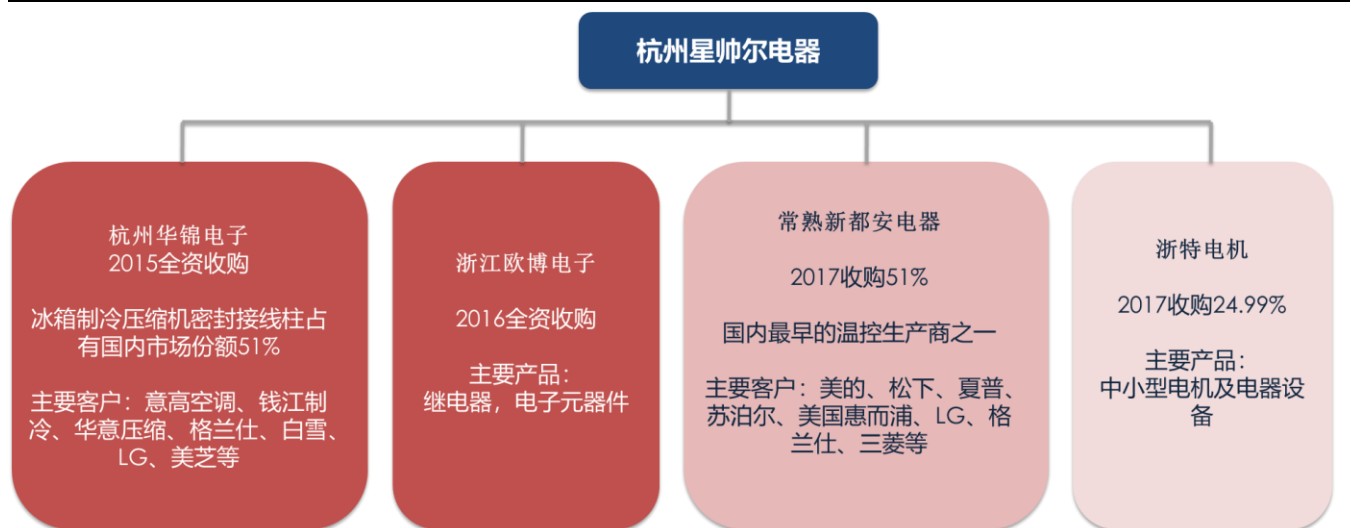 杭州星帅尔电器
杭州华锦电子
2015全资收购
冰箱制冷压缩机密封接线柱占
有国内市场份额51%
主要客户：意高空调、钱江制
冷、华意压缩、格兰仕、白雪、
LG、美芝等
浙江欧博电子
2016全资收购
主要产品：
继电器，电子元器件
常熟新都安电器
2017收购51%
国内最早的温控生产商之一
主要客户：美的、松下、夏普、
苏泊尔、美国惠而浦、LG、格
兰仕、三菱等
浙特电机
2017收购24.99%
主要产品：
中小型电机及电器设
备